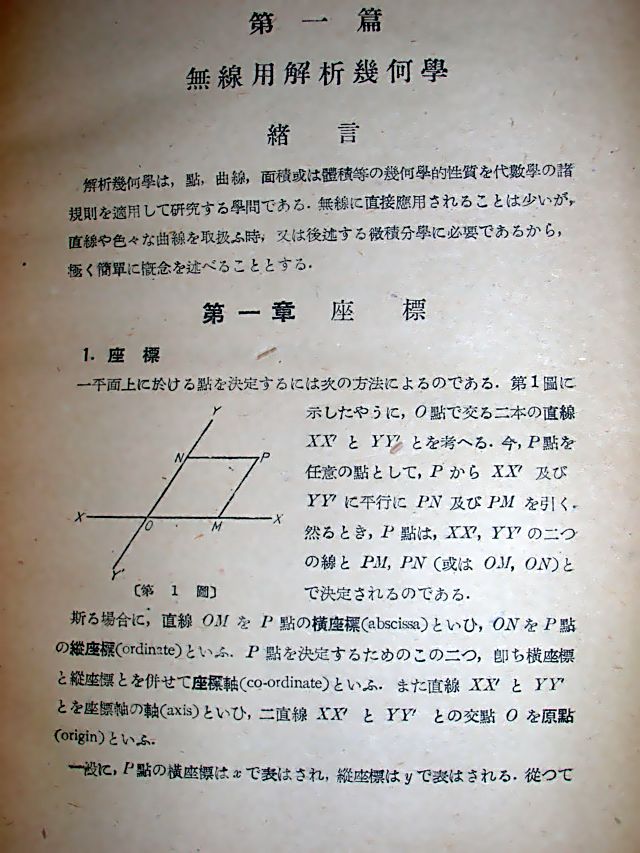 第一篇
無線用解析幾何學
緖言
解析幾何學は，點，曲線，面積或は體積等の幾何學的性質を代數學の諸
規則を適用して硏究する學問である．無線に直接應用されることは少いが，
直線や色々な曲線を取扱ふ時，又は後述する微積分學に必要であるから，
極く簡單に槪念を述べることとする．
第一章 座標
1. 座標
一平面上に於ける點を決定するには次の方法によるのである．第1圖に
示したやうに，O點で交る二本の直線
XX′ と YY′ とを考へる．今，P點を
任意の點として，P から XX′ 及び
YY′ に平行に PN 及び PM を引く．
然るとき，P 點は，XX′, YY′ の二つ
の線と PM, PN (或は OM, ON)と
で決定されるのである．
Y
N
P
X
O
M
X
Y′
〔第 1 圖〕
斯る場合に，直線 OM を P 點の橫座標(abscissa)といひ，ON を P 點
の縱座標(ordinate)といふ．P 點を決定するためのこの二つ，卽ち橫座標
と縱座標とを併せて座標軸(co-ordinate)といふ．また直線 XX′ と YY′
とを座標軸の軸(axis)といひ，二直線 XX′ と YY′ との交點 O を原點
(origin)といふ．
一般に，P點の橫座標は x で表はされ，縱座標は y で表はされる．從つて